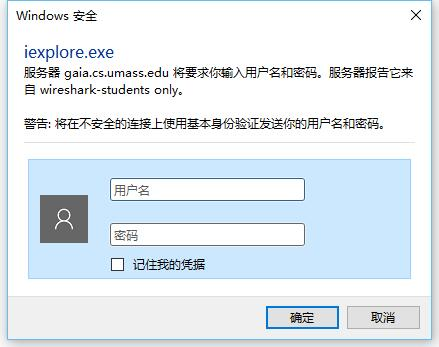 Windows 安全
iexplore.exe
服务器 gaia.cs.umass.edu 将要求你输入用户名和密码。服务器报告它来
自 wireshark-students only。
警告: 将在不安全的连接上使用基本身份验证发送你的用户名和密码。
用户名
密码
记住我的凭据
确定
取消